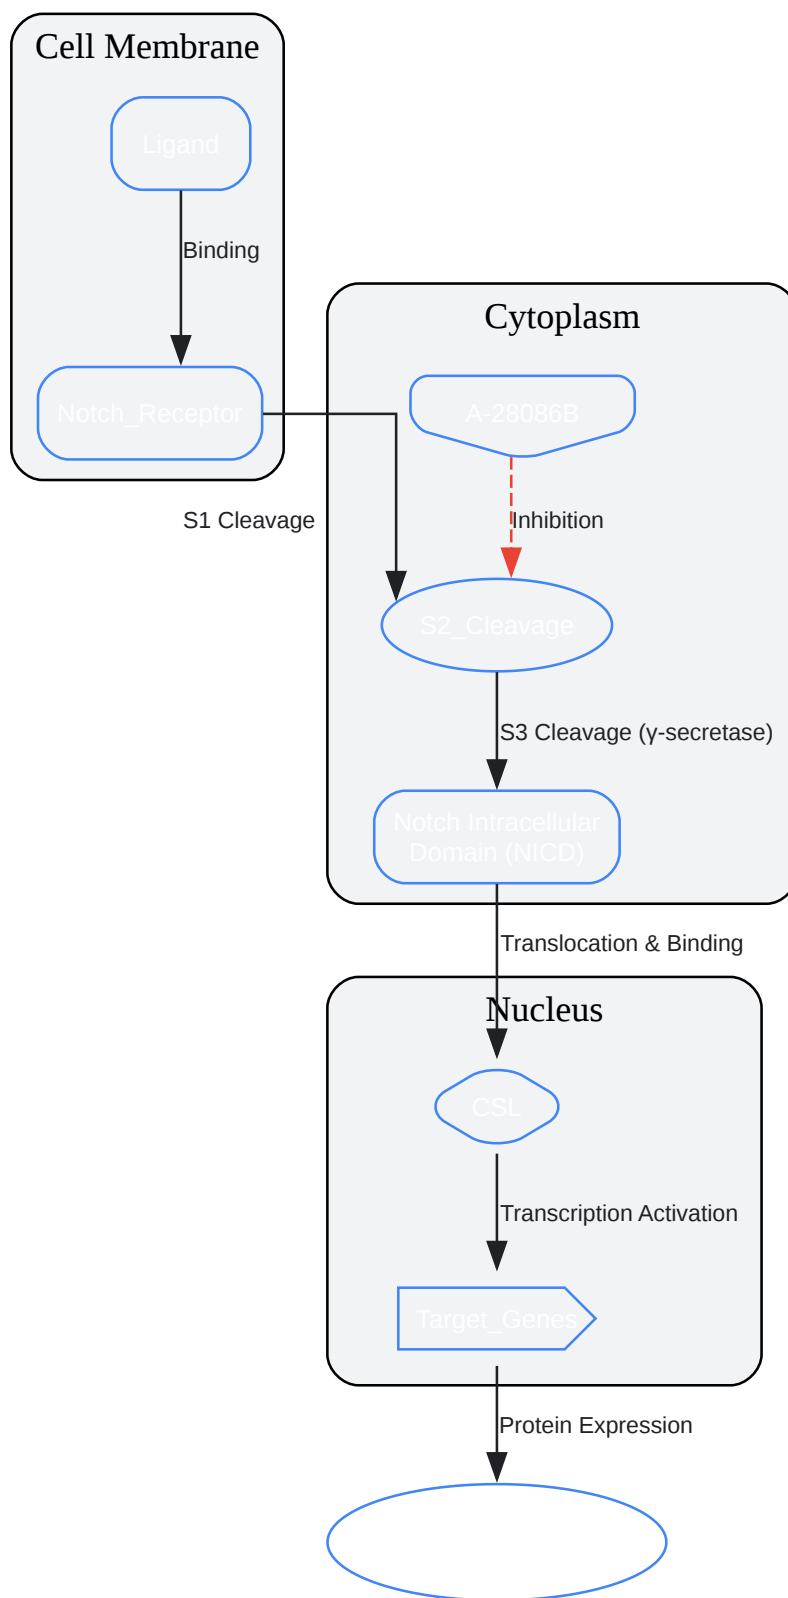 Cell Membrane
Ligand
Binding
Notch_Receptor
S1 Cleavage
Cytoplasm
A-28086B
Inhibition
S2_Cleavage
S3 Cleavage (γ-secretase)
Notch Intracellular
Domain (NICD)
Translocation & Binding
Nucleus
CSL
Transcription Activation
Target_Genes
Protein Expression